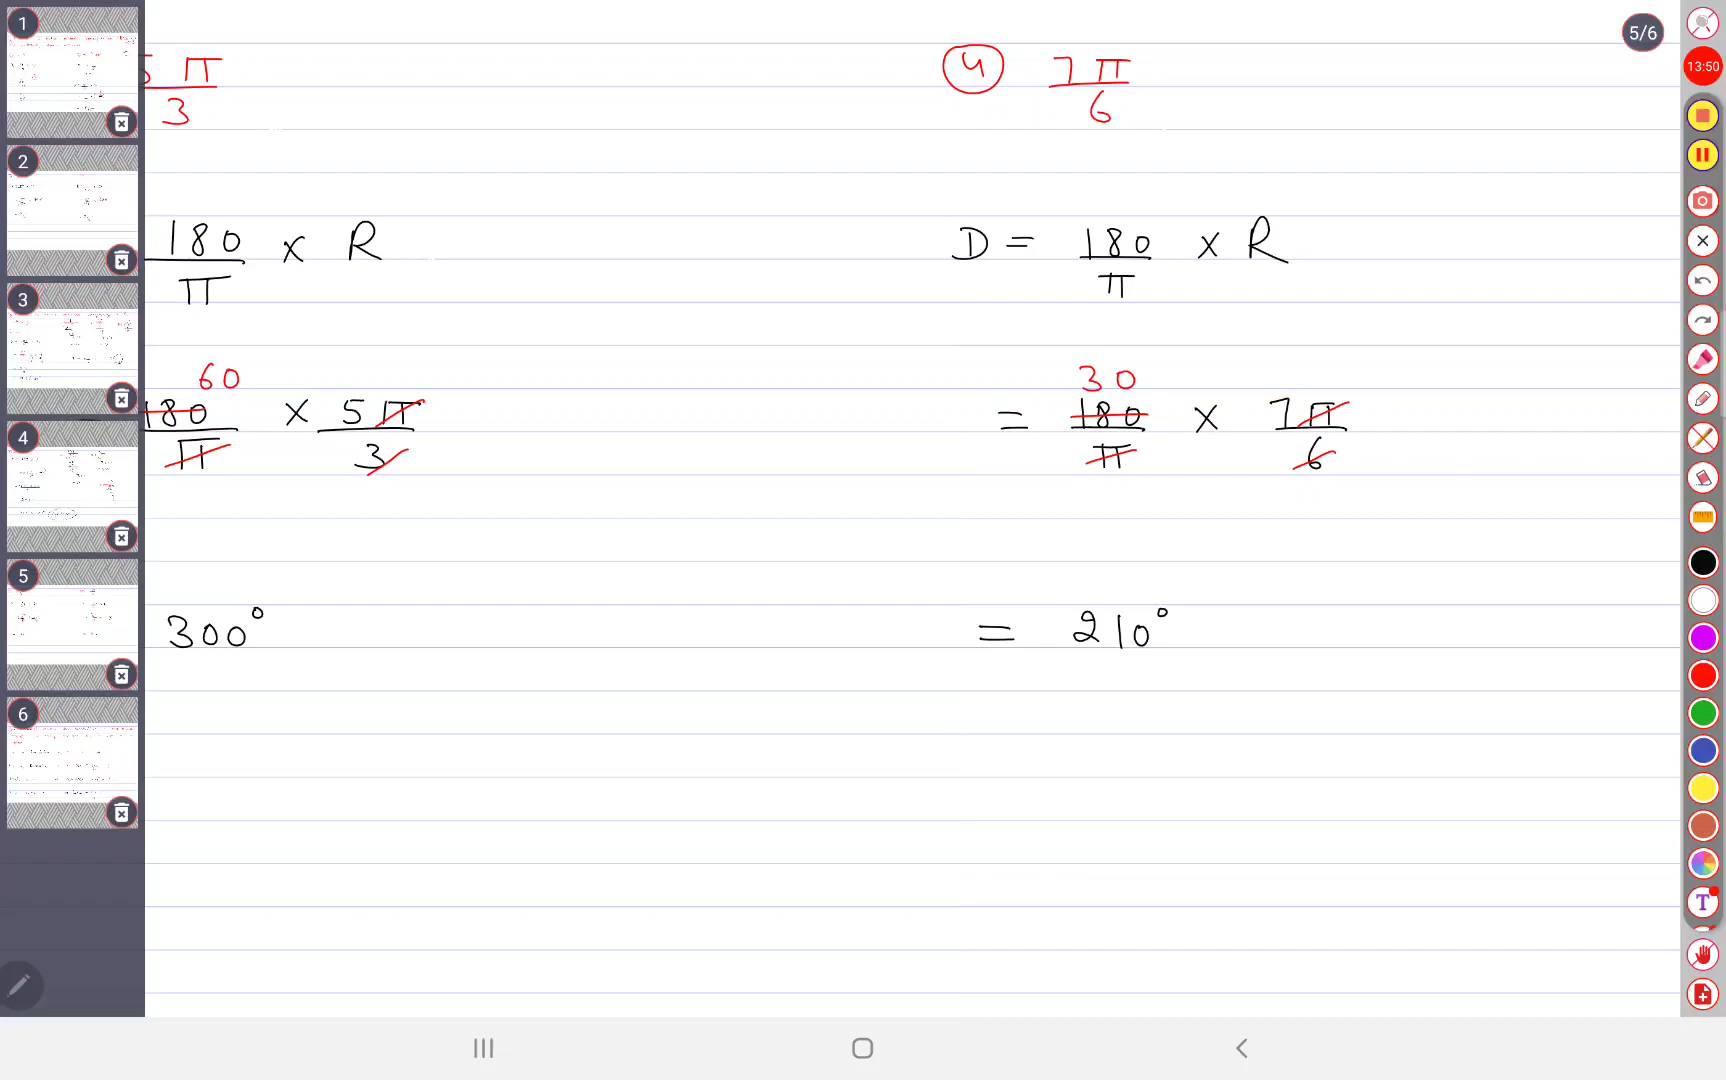 1
2
3
4
5
6
5/6
13:50
T
5π/3
180/π × R
60
180/π × 5π/3
300°
4 7π/6
D = 180/π × R
30
= 180/π × 7π/6
= 210°